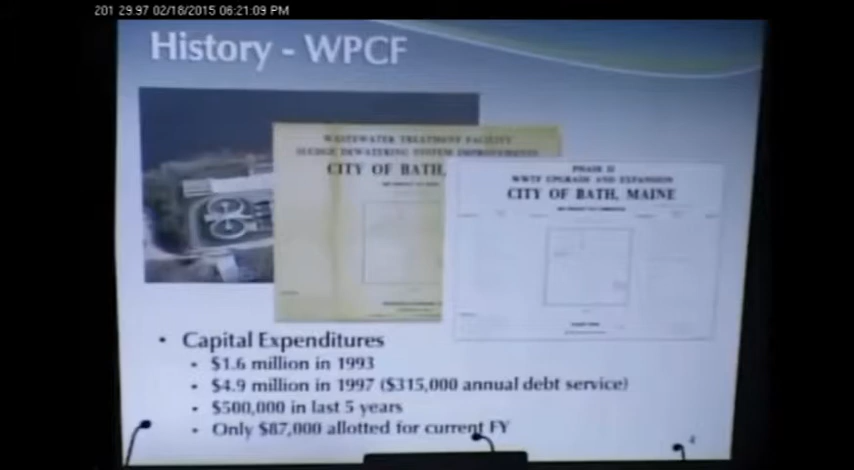 201 29.97 02/18/2015 06:21:09 PM
History - WPCF
WASTEWATER TREATMENT FACILITY
SLUDGE DEWATERING SYSTEM IMPROVEMENTS
CITY OF BATH,
PHASE II
WWTF UPGRADE AND EXPANSION
CITY OF BATH, MAINE
• Capital Expenditures
• $1.6 million in 1993
• $4.9 million in 1997 ($315,000 annual debt service)
• $500,000 in last 5 years
• Only $87,000 allotted for current FY
4